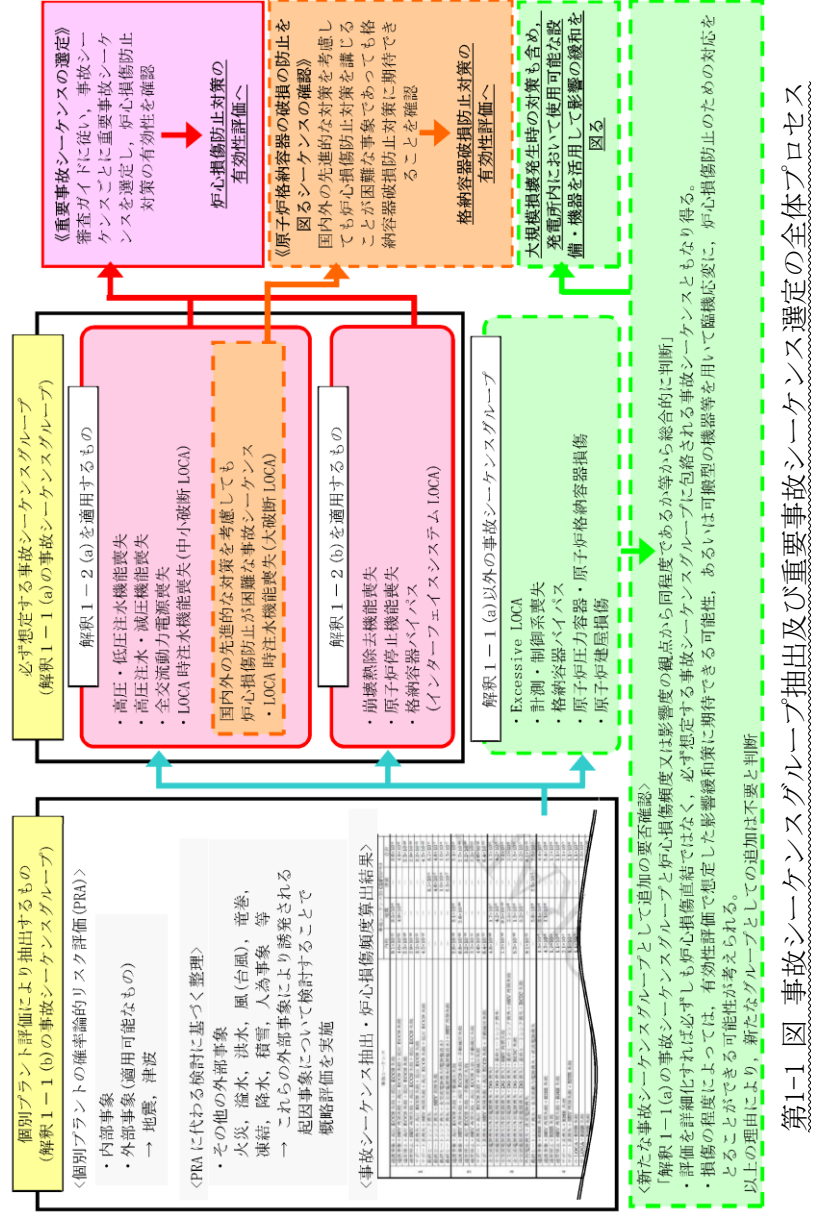 個別プラント評価により抽出するもの
(解釈1-1(b)の事故シーケンスグループ)
<個別プラントの確率論的リスク評価(PRA)>
・内部事象
・外部事象(適用可能なもの)
→ 地震, 津波
<PRAに代わる検討に基づく整理>
・その他の外部事象
火災, 溢水, 洪水, 風(台風), 竜巻,
凍結, 降水, 積雪, 人為事象 等
→ これらの外部事象により誘発される
起因事象について検討することで
概略評価を実施
<事故シーケンス抽出・炉心損傷頻度算出結果>
必ず想定する事故シーケンスグループ
(解釈1-1(a)の事故シーケンスグループ)
解釈1-2(a)を適用するもの
・高圧・低圧注水機能喪失
・高圧注水・減圧機能喪失
・全交流動力電源喪失
・LOCA時注水機能喪失(中小破断LOCA)
国内外の先進的な対策を考慮しても
炉心損傷防止が困難な事故シーケンス
・LOCA時注水機能喪失(大破断LOCA)
解釈1-2(b)を適用するもの
・崩壊熱除去機能喪失
・原子炉停止機能喪失
・格納容器バイパス
(インターフェイスシステムLOCA)
解釈1-1(a)以外の事故シーケンスグループ
・Excessive LOCA
・計測・制御系喪失
・格納容器バイパス
・原子炉圧力容器・原子炉格納容器損傷
・原子炉建屋損傷
《重要事故シーケンスの選定》
審査ガイドに従い, 事故シー
ケンスごとに重要事故シーケ
ンスを選定し, 炉心損傷防止
対策の有効性を確認
炉心損傷防止対策の
有効性評価へ
《原子炉格納容器の破損の防止を
図るシーケンスの確認》
国内外の先進的な対策を考慮し
ても炉心損傷防止対策を講じる
ことが困難な事象であっても格
納容器破損防止対策に期待でき
ることを確認
格納容器破損防止対策の
有効性評価へ
大規模損壊発生時の対策も含め,
発電所内において使用可能な設
備・機器を活用して影響の緩和を
図る
<新たな事故シーケンスグループとして追加の要否確認>
「解釈1-1(a)の事故シーケンスグループと炉心損傷頻度又は影響度の観点から同程度であるか等から総合的に判断」
・評価を詳細化すれば必ずしも炉心損傷直結ではなく, 必ず想定する事故シーケンスグループに包絡される事故シーケンスともなり得る。
・損傷の程度によっては, 有効性評価で想定した影響緩和策に期待できる可能性, あるいは可搬型の機器等を用いて臨機応変に, 炉心損傷防止のための対応を
とることができる可能性が考えられる。
以上の理由により, 新たなグループとしての追加は不要と判断
第1-1 図 事故シーケンスグループ抽出及び重要事故シーケンス選定の全体プロセス